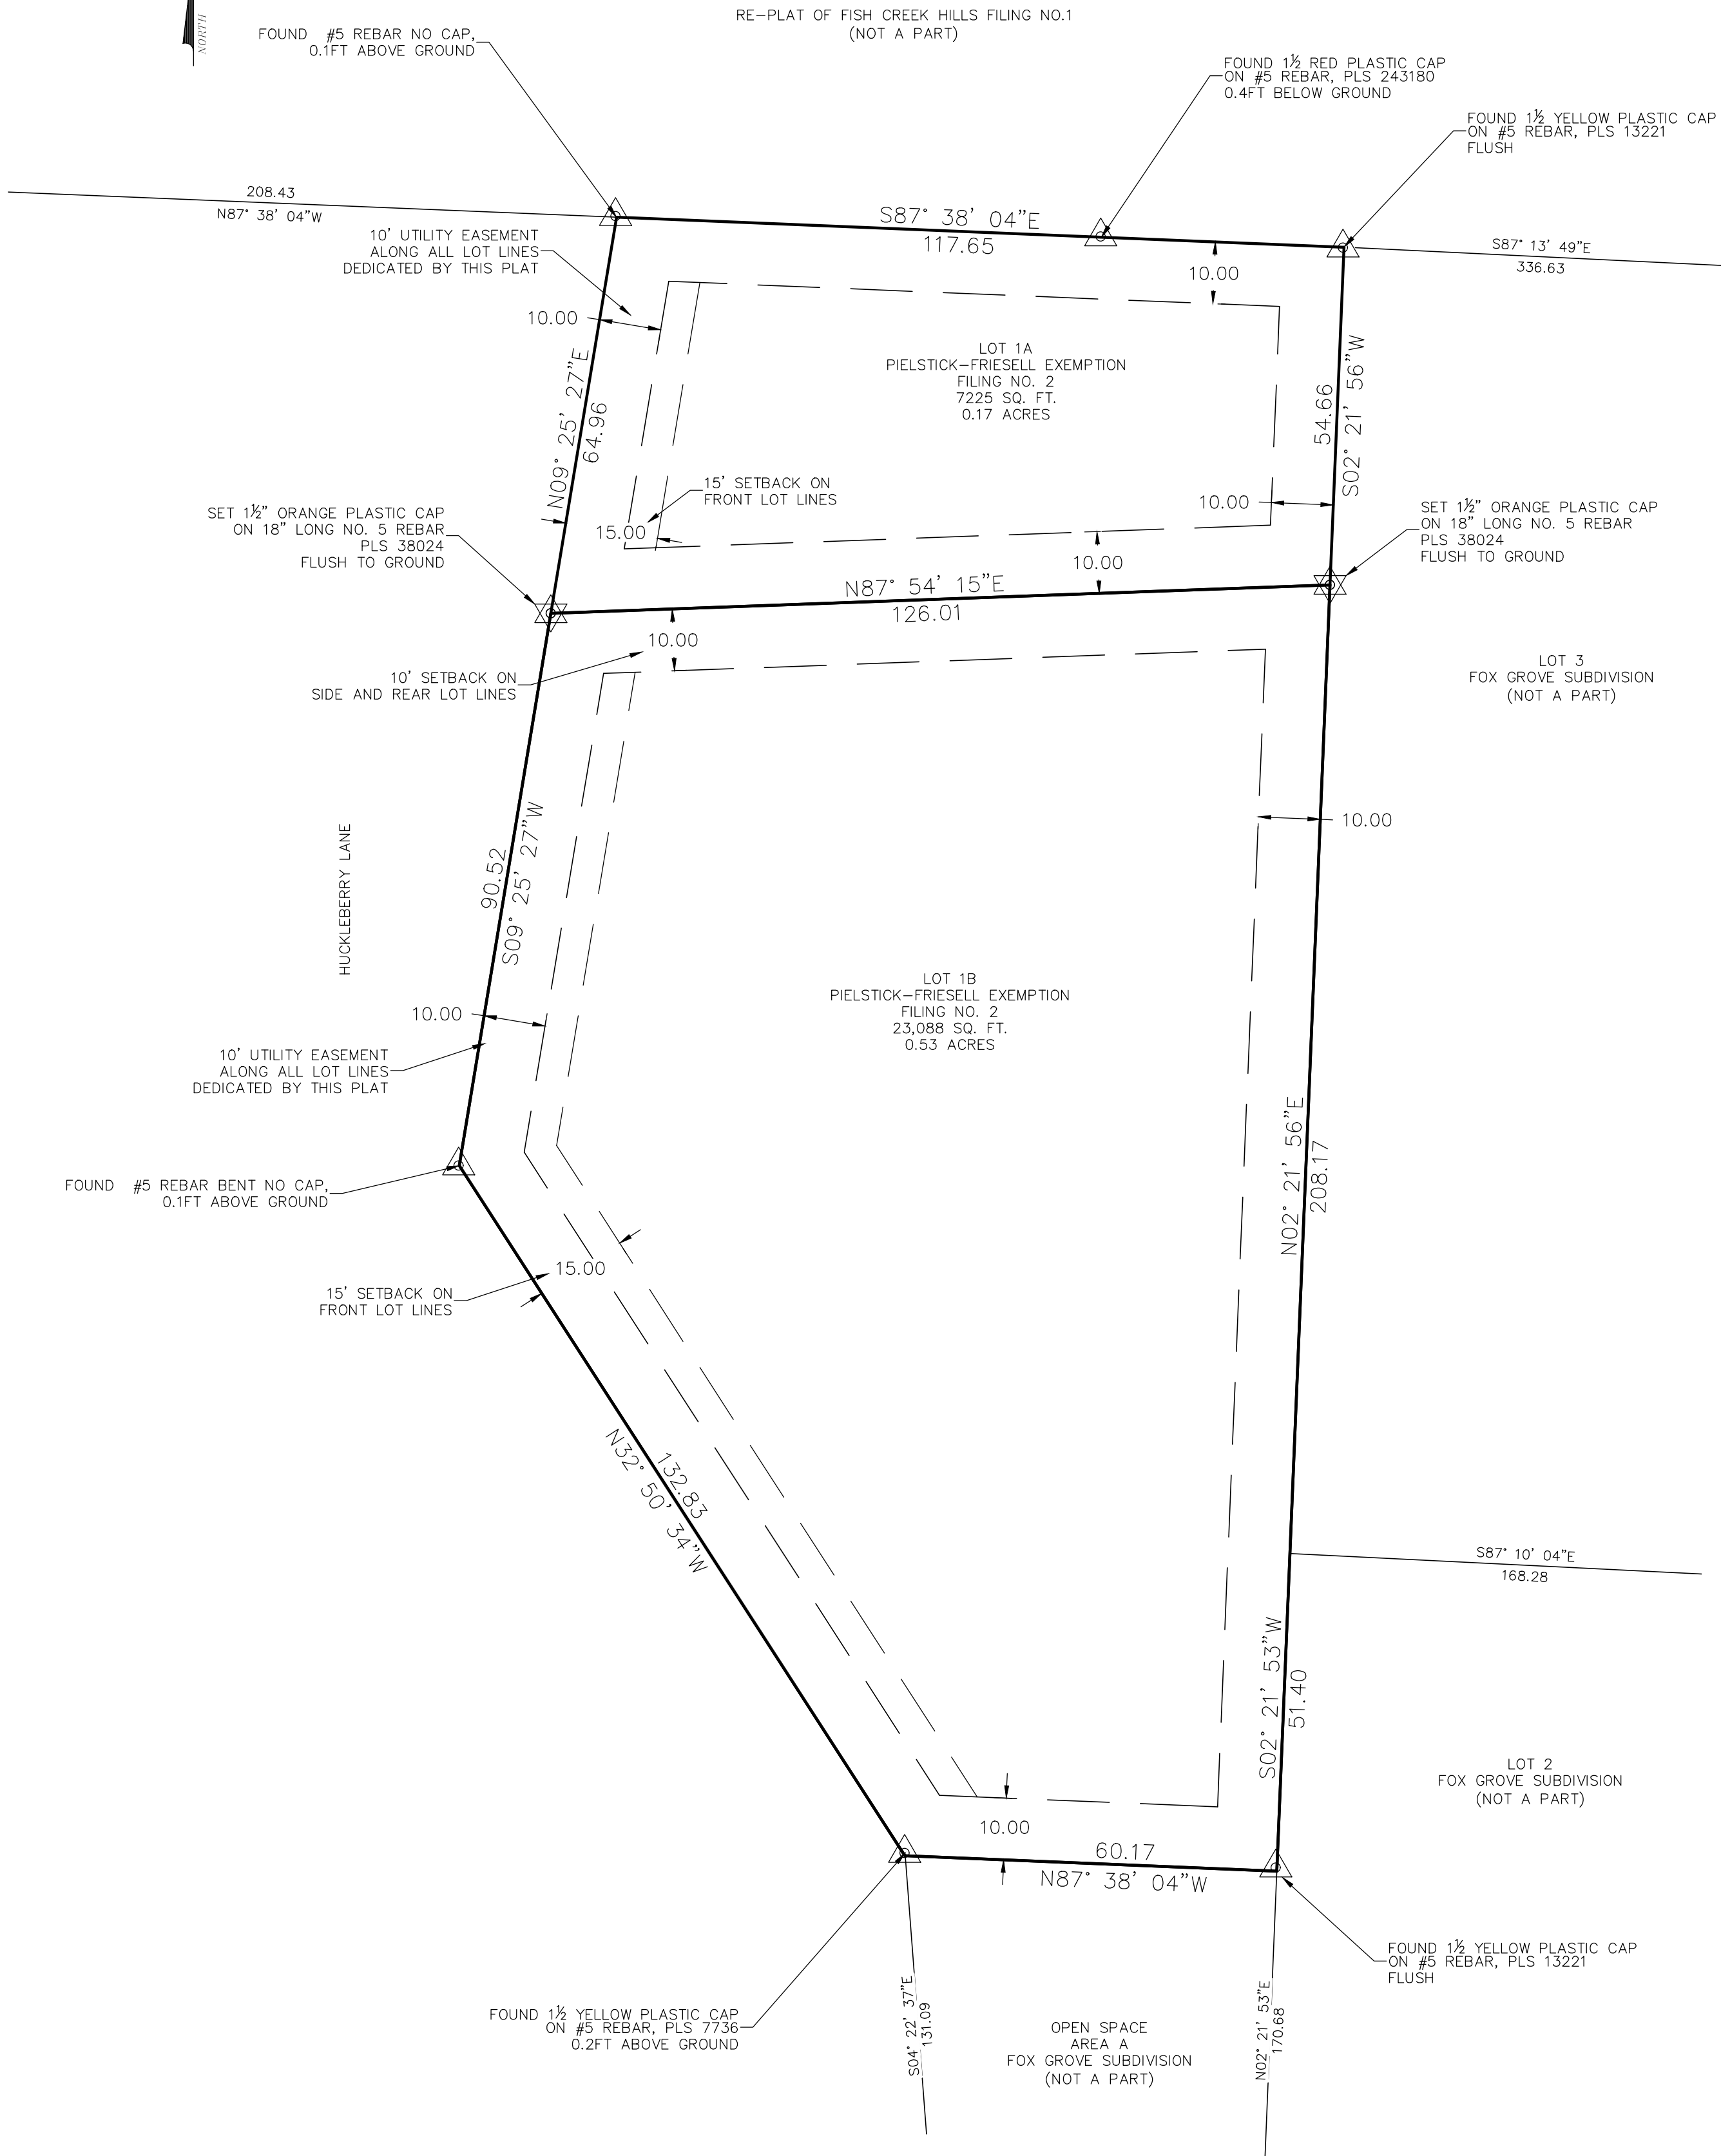 RE-PLAT OF FISH CREEK HILLS FILING NO.1
(NOT A PART)
NORTH
FOUND #5 REBAR NO CAP,
0.1FT ABOVE GROUND
FOUND 1½ RED PLASTIC CAP
ON #5 REBAR, PLS 243180
0.4FT BELOW GROUND
FOUND 1½ YELLOW PLASTIC CAP
ON #5 REBAR, PLS 13221
FLUSH
208.43
N87° 38' 04"W
S87° 38' 04"E
117.65
S87° 13' 49"E
336.63
10' UTILITY EASEMENT
ALONG ALL LOT LINES
DEDICATED BY THIS PLAT
10.00
10.00
LOT 1A
PIELSTICK-FRIESELL EXEMPTION
FILING NO. 2
7225 SQ. FT.
0.17 ACRES
N09° 25' 27"E
64.96
54.66
S02° 21' 56"W
15' SETBACK ON
FRONT LOT LINES
15.00
10.00
SET 1½" ORANGE PLASTIC CAP
ON 18" LONG NO. 5 REBAR
PLS 38024
FLUSH TO GROUND
SET 1½" ORANGE PLASTIC CAP
ON 18" LONG NO. 5 REBAR
PLS 38024
FLUSH TO GROUND
10.00
N87° 54' 15"E
126.01
10.00
10' SETBACK ON
SIDE AND REAR LOT LINES
LOT 3
FOX GROVE SUBDIVISION
(NOT A PART)
10.00
HUCKLEBERRY LANE
90.52
S09° 25' 27"W
LOT 1B
PIELSTICK-FRIESELL EXEMPTION
FILING NO. 2
23,088 SQ. FT.
0.53 ACRES
10.00
10' UTILITY EASEMENT
ALONG ALL LOT LINES
DEDICATED BY THIS PLAT
N02° 21' 56"E
208.17
FOUND #5 REBAR BENT NO CAP,
0.1FT ABOVE GROUND
15.00
15' SETBACK ON
FRONT LOT LINES
132.83
N32° 50' 34"W
S87° 10' 04"E
168.28
S02° 21' 53"W
51.40
LOT 2
FOX GROVE SUBDIVISION
(NOT A PART)
10.00
60.17
N87° 38' 04"W
FOUND 1½ YELLOW PLASTIC CAP
ON #5 REBAR, PLS 13221
FLUSH
FOUND 1½ YELLOW PLASTIC CAP
ON #5 REBAR, PLS 7736
0.2FT ABOVE GROUND
S04° 22' 37"E
131.09
OPEN SPACE
AREA A
FOX GROVE SUBDIVISION
(NOT A PART)
N02° 21' 53"E
170.68